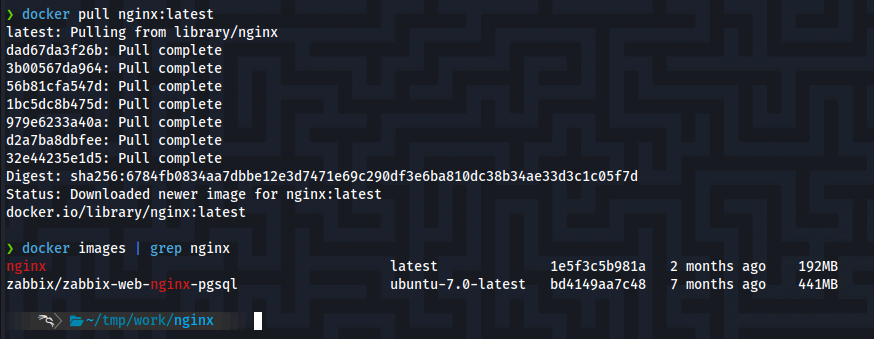 ❯ docker pull nginx:latest
latest: Pulling from library/nginx
dad67da3f26b: Pull complete
3b00567da964: Pull complete
56b81cfa547d: Pull complete
1bc5dc8b475d: Pull complete
979e6233a40a: Pull complete
d2a7ba8dbfee: Pull complete
32e44235e1d5: Pull complete
Digest: sha256:6784fb0834aa7dbbe12e3d7471e69c290df3e6ba810dc38b34ae33d3c1c05f7d
Status: Downloaded newer image for nginx:latest
docker.io/library/nginx:latest
❯ docker images | grep nginx
nginx latest 1e5f3c5b981a 2 months ago 192MB
zabbix/zabbix-web-nginx-pgsql ubuntu-7.0-latest bd4149aa7c48 7 months ago 441MB
~/tmp/work/nginx